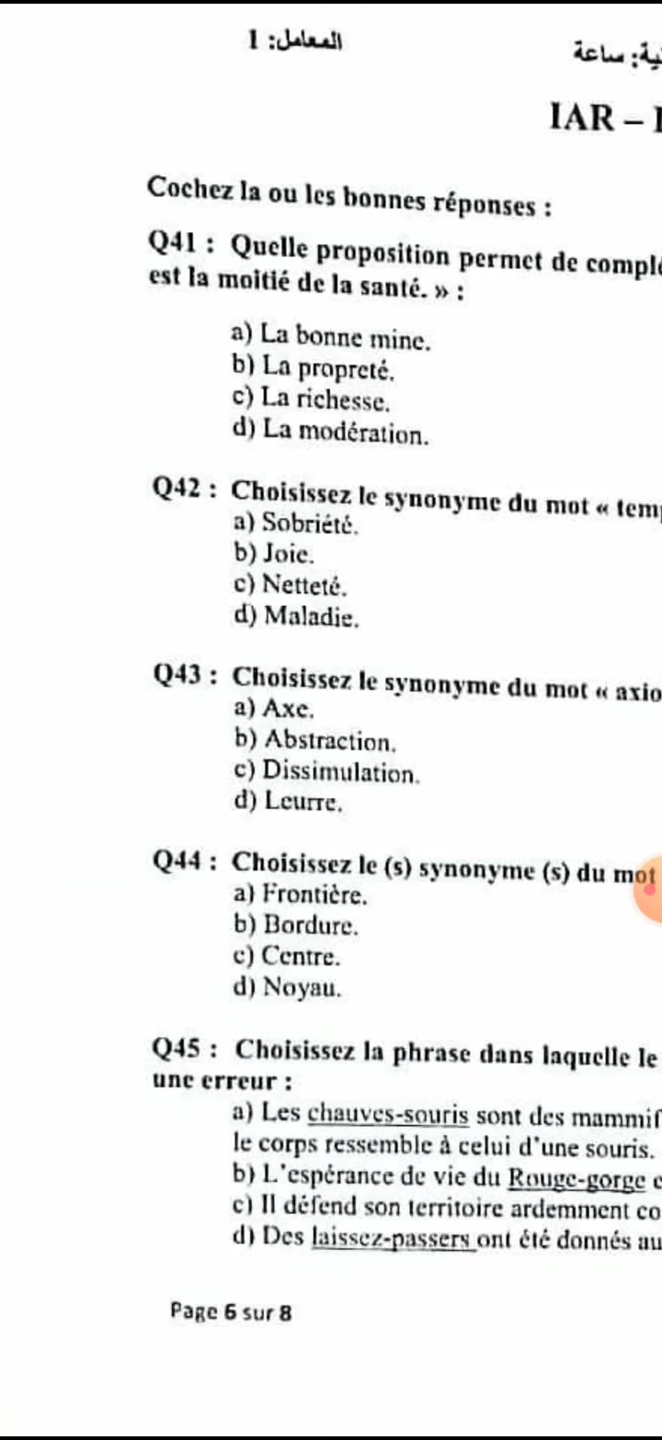 المعامل: 1
ساعة
IAR –
Cochez la ou les bonnes réponses :
Q41 : Quelle proposition permet de complé
est la moitié de la santé. » :
a) La bonne mine.
b) La propreté.
c) La richesse.
d) La modération.
Q42 : Choisissez le synonyme du mot « temp
a) Sobriété.
b) Joie.
c) Netteté.
d) Maladie.
Q43 : Choisissez le synonyme du mot « axio
a) Axe.
b) Abstraction.
c) Dissimulation.
d) Leurre.
Q44 : Choisissez le (s) synonyme (s) du mot
a) Frontière.
b) Bordure.
c) Centre.
d) Noyau.
Q45 : Choisissez la phrase dans laquelle le
une erreur :
a) Les chauves-souris sont des mammif
le corps ressemble à celui d'une souris.
b) L'espérance de vie du Rouge-gorge e
c) Il défend son territoire ardemment co
d) Des laissez-passers ont été donnés au
Page 6 sur 8